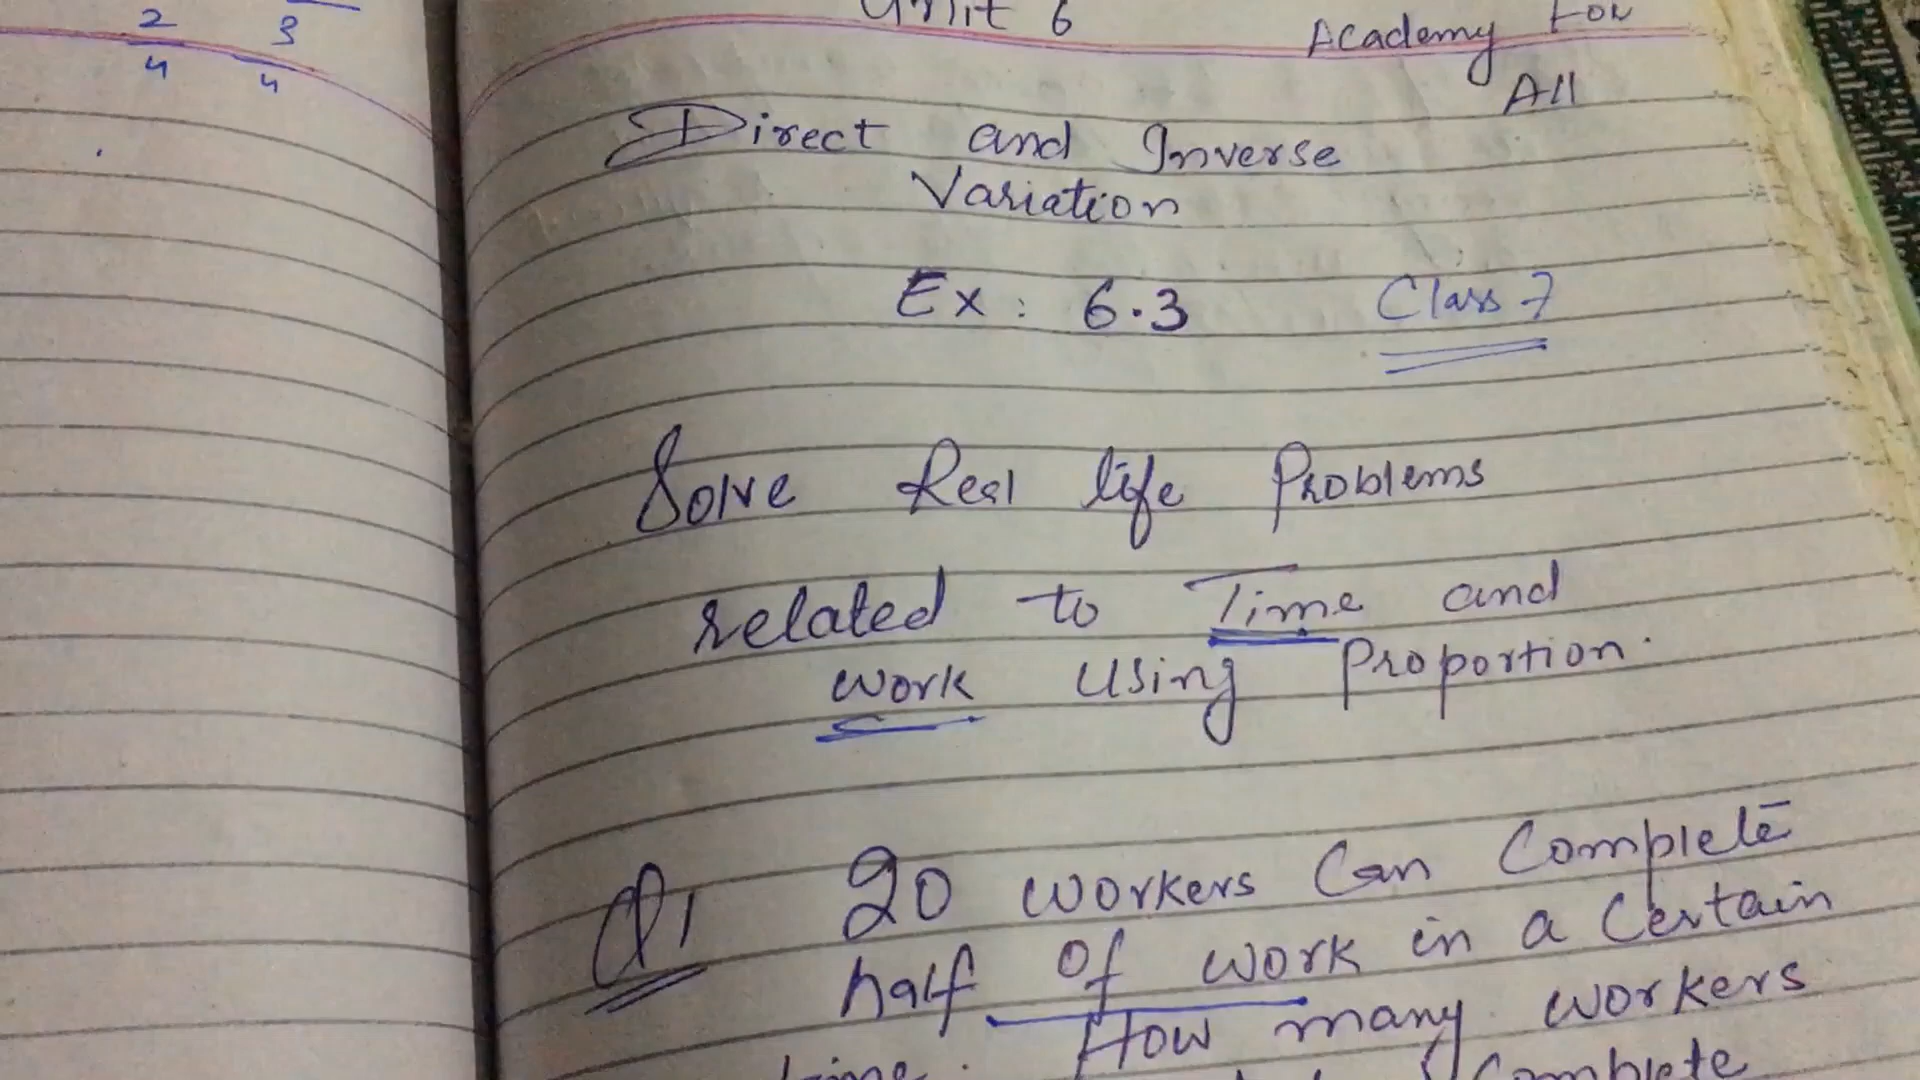 2 3
4 4
Unit 6
Academy For
All
Direct and Inverse
Variation
Ex: 6.3 Class 7
Solve Real life Problems
related to Time and
work Using Proportion.
Q1 20 workers Can Complete
half of work in a Certain
time. How many workers
Complete